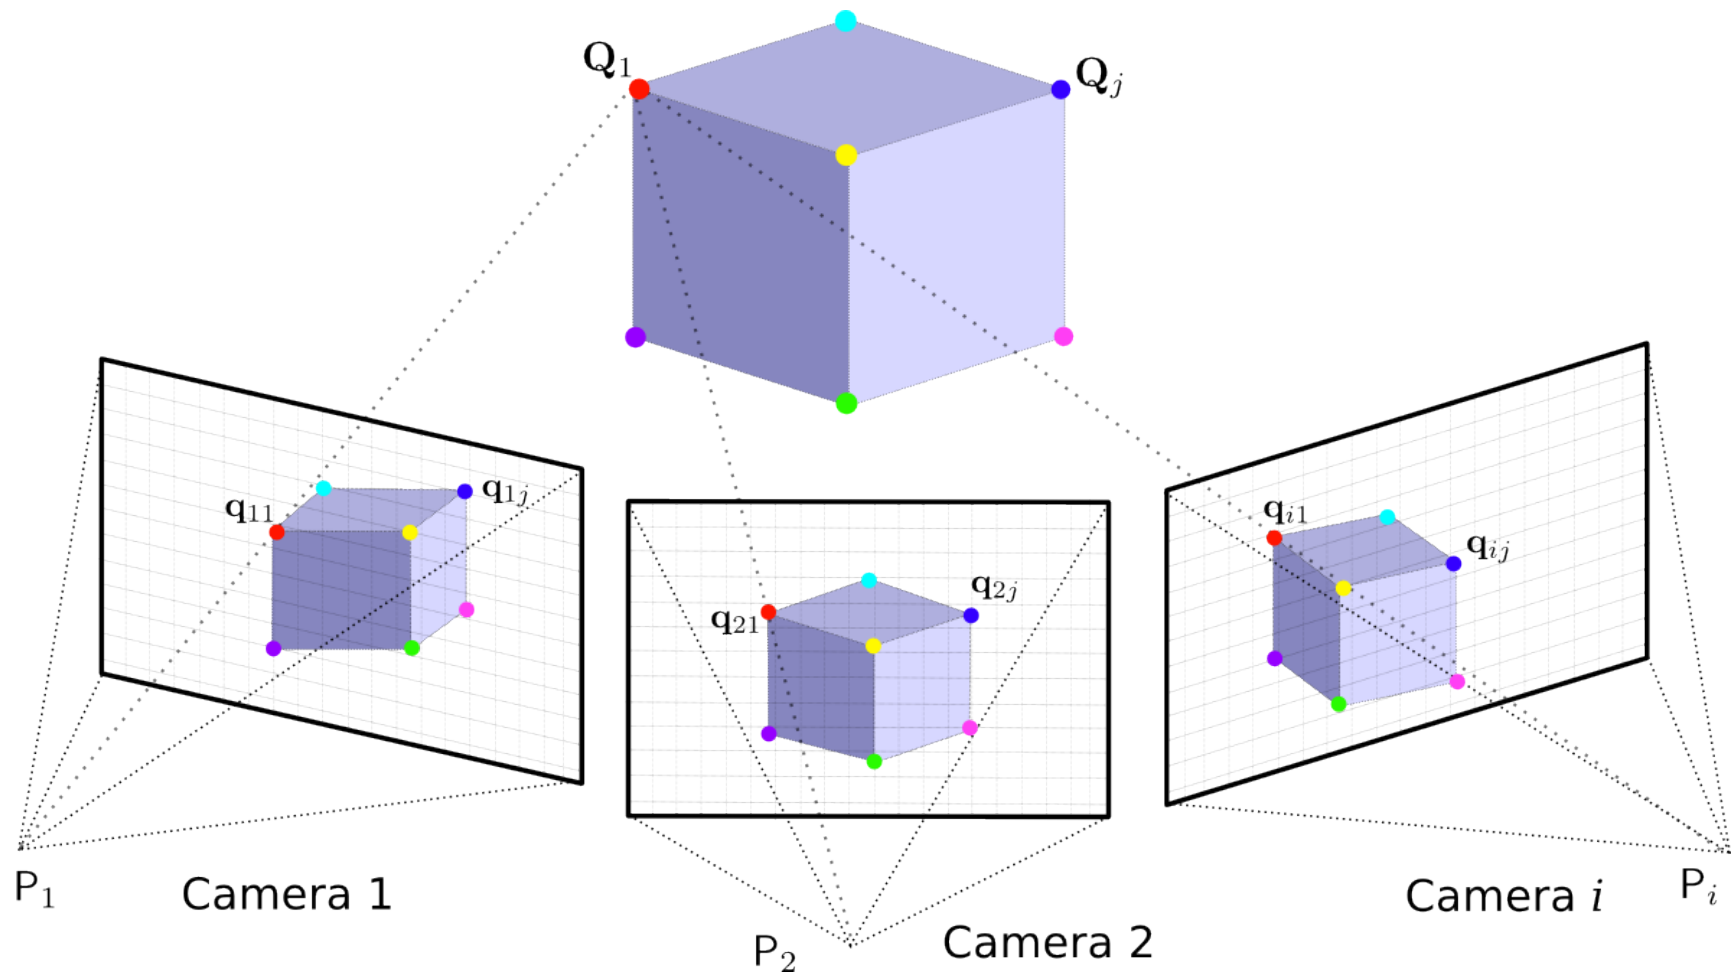 Q₁
Qⱼ
q₁₁
q₁ⱼ
q₂₁
q₂ⱼ
qᵢ₁
qᵢⱼ
P₁
Camera 1
P₂
Camera 2
Camera i
Pᵢ